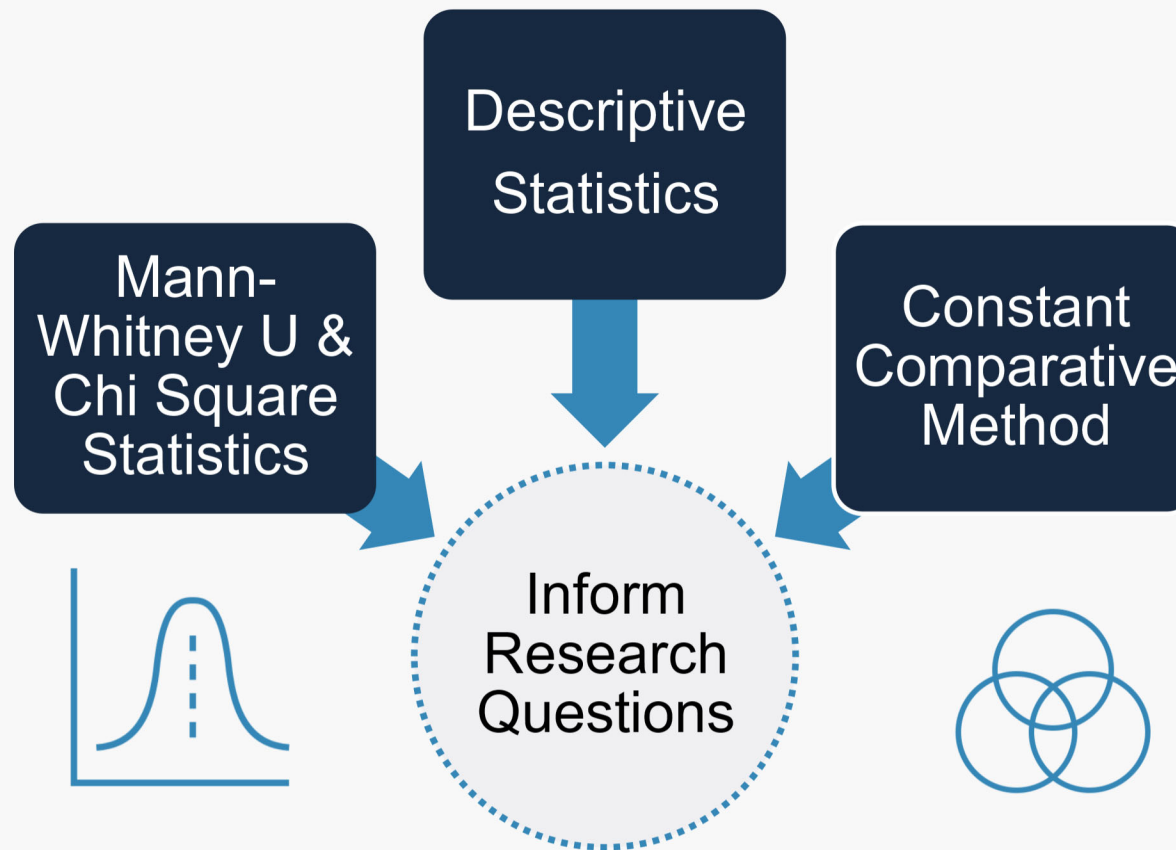 Descriptive
Statistics
Mann-
Whitney U &
Chi Square
Statistics
Constant
Comparative
Method
Inform
Research
Questions